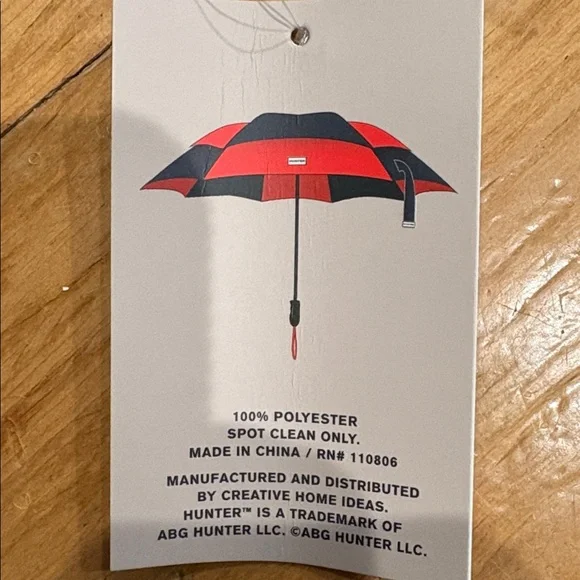 HUNTER
100% POLYESTER
SPOT CLEAN ONLY.
MADE IN CHINA / RN# 110806
MANUFACTURED AND DISTRIBUTED
BY CREATIVE HOME IDEAS.
HUNTER™ IS A TRADEMARK OF
ABG HUNTER LLC. ©ABG HUNTER LLC.